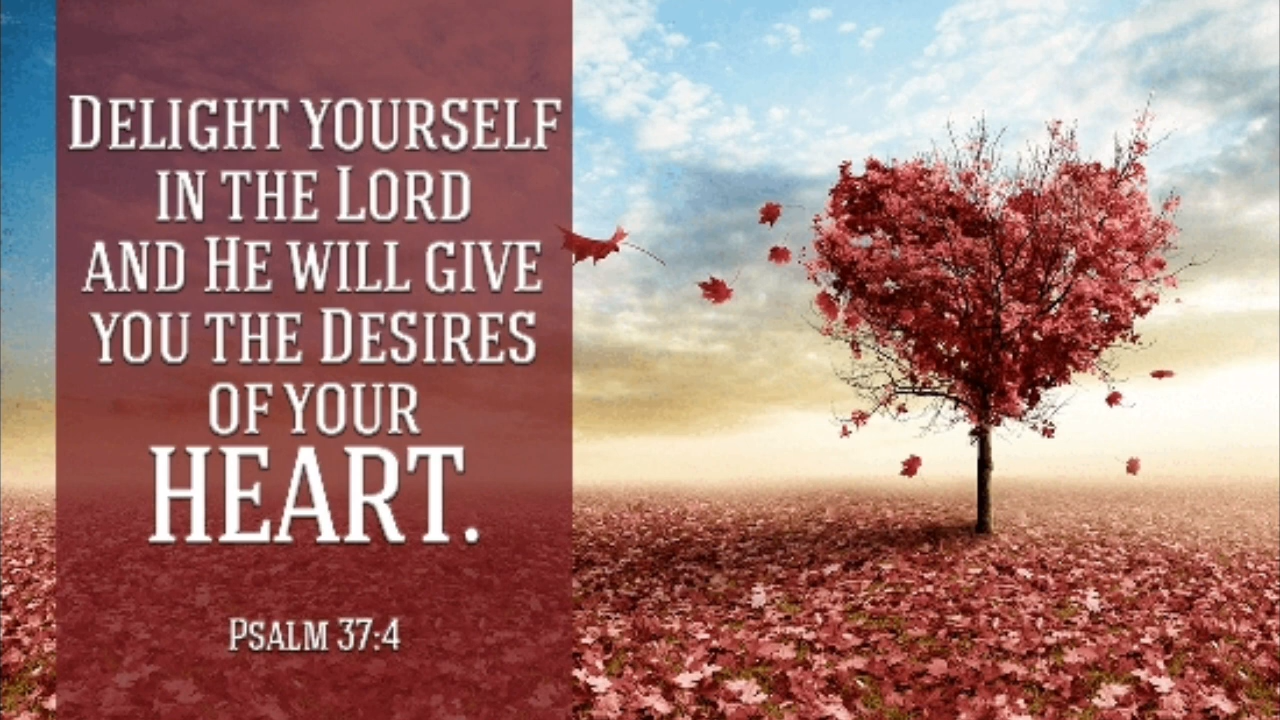 Delight yourself
in the Lord
and He will give
you the Desires
of your
HEART.
Psalm 37:4